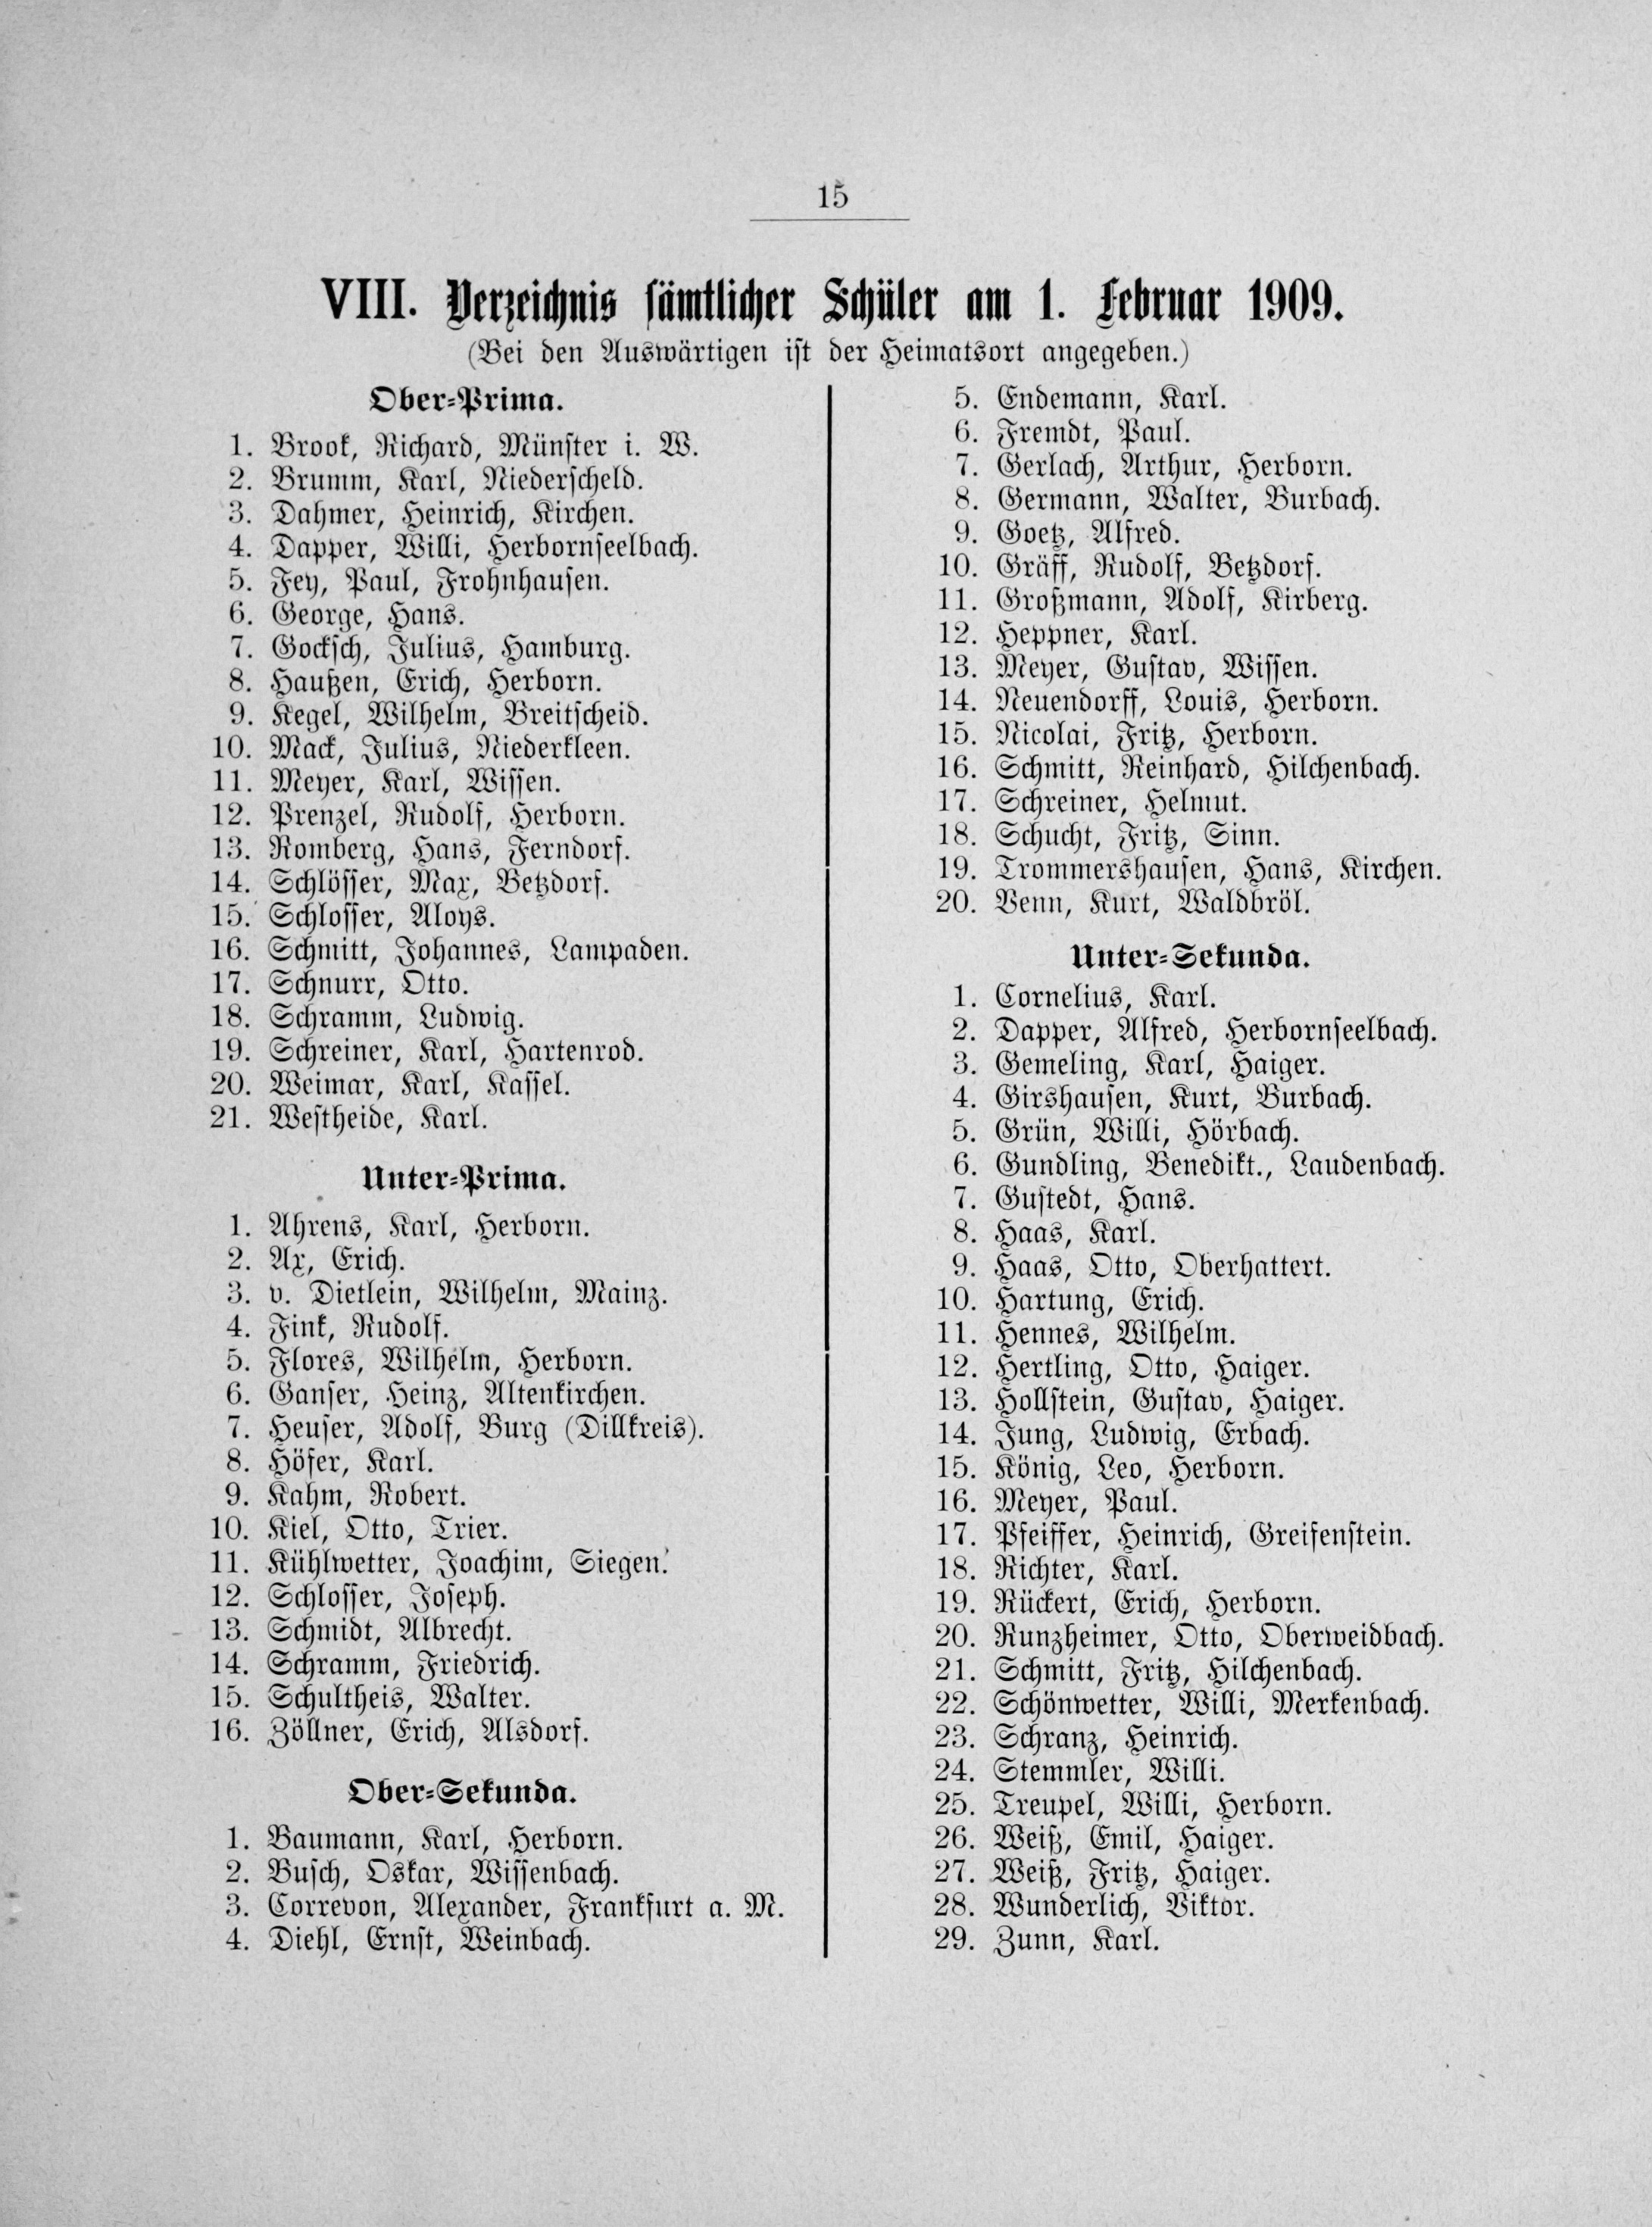 15
VIII. Verzeichnis sämtlicher Schüler am 1. Februar 1909.
(Bei den Auswärtigen ist der Heimatsort angegeben.)
Ober-Prima.
1. Brook, Richard, Münster i. W.
2. Brumm, Karl, Niederscheld.
3. Dahmer, Heinrich, Kirchen.
4. Dapper, Willi, Herbornseelbach.
5. Fey, Paul, Frohnhausen.
6. George, Hans.
7. Gocksch, Julius, Hamburg.
8. Haußen, Erich, Herborn.
9. Kegel, Wilhelm, Breitscheid.
10. Mack, Julius, Niederkleen.
11. Meyer, Karl, Wissen.
12. Prenzel, Rudolf, Herborn.
13. Romberg, Hans, Ferndorf.
14. Schlösser, Max, Betzdorf.
15. Schlosser, Aloys.
16. Schmitt, Johannes, Lampaden.
17. Schnurr, Otto.
18. Schramm, Ludwig.
19. Schreiner, Karl, Hartenrod.
20. Weimar, Karl, Kassel.
21. Westheide, Karl.
Unter-Prima.
1. Ahrens, Karl, Herborn.
2. Ax, Erich.
3. v. Dietlein, Wilhelm, Mainz.
4. Fink, Rudolf.
5. Flores, Wilhelm, Herborn.
6. Ganser, Heinz, Altenkirchen.
7. Heuser, Adolf, Burg (Dillkreis).
8. Höfer, Karl.
9. Kahm, Robert.
10. Kiel, Otto, Trier.
11. Kühlwetter, Joachim, Siegen.
12. Schlosser, Joseph.
13. Schmidt, Albrecht.
14. Schramm, Friedrich.
15. Schultheis, Walter.
16. Zöllner, Erich, Alsdorf.
Ober-Sekunda.
1. Baumann, Karl, Herborn.
2. Busch, Oskar, Wissenbach.
3. Correvon, Alexander, Frankfurt a. M.
4. Diehl, Ernst, Weinbach.
5. Endemann, Karl.
6. Fremdt, Paul.
7. Gerlach, Arthur, Herborn.
8. Germann, Walter, Burbach.
9. Goetz, Alfred.
10. Gräff, Rudolf, Betzdorf.
11. Großmann, Adolf, Kirberg.
12. Heppner, Karl.
13. Meyer, Gustav, Wissen.
14. Neuendorff, Louis, Herborn.
15. Nicolai, Fritz, Herborn.
16. Schmitt, Reinhard, Hilchenbach.
17. Schreiner, Helmut.
18. Schucht, Fritz, Sinn.
19. Trommershausen, Hans, Kirchen.
20. Venn, Kurt, Waldbröl.
Unter-Sekunda.
1. Cornelius, Karl.
2. Dapper, Alfred, Herbornseelbach.
3. Gemeling, Karl, Haiger.
4. Girshausen, Kurt, Burbach.
5. Grün, Willi, Hörbach.
6. Gundling, Benedikt., Laudenbach.
7. Gustedt, Hans.
8. Haas, Karl.
9. Haas, Otto, Oberhattert.
10. Hartung, Erich.
11. Hennes, Wilhelm.
12. Hertling, Otto, Haiger.
13. Hollstein, Gustav, Haiger.
14. Jung, Ludwig, Erbach.
15. König, Leo, Herborn.
16. Meyer, Paul.
17. Pfeiffer, Heinrich, Greifenstein.
18. Richter, Karl.
19. Rückert, Erich, Herborn.
20. Runzheimer, Otto, Oberweidbach.
21. Schmitt, Fritz, Hilchenbach.
22. Schönwetter, Willi, Merkenbach.
23. Schranz, Heinrich.
24. Stemmler, Willi.
25. Treupel, Willi, Herborn.
26. Weiß, Emil, Haiger.
27. Weiß, Fritz, Haiger.
28. Wunderlich, Viktor.
29. Zunn, Karl.